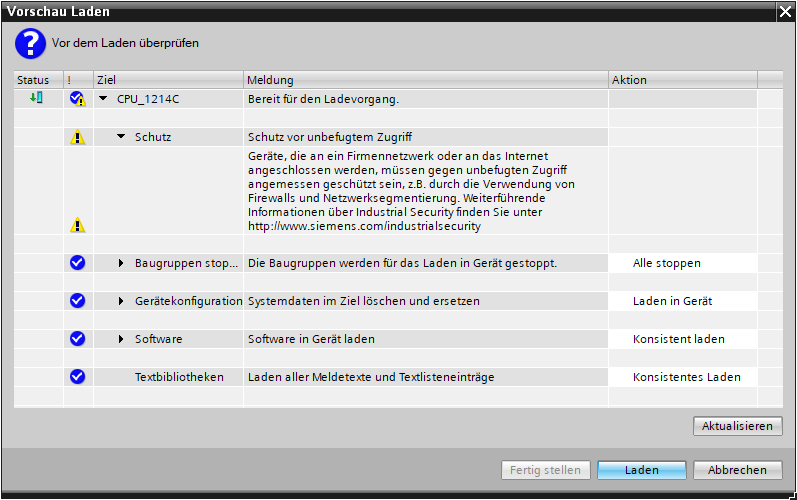 Vorschau Laden
Vor dem Laden überprüfen
Status ! Ziel Meldung Aktion
CPU_1214C Bereit für den Ladevorgang.
Schutz Schutz vor unbefugtem Zugriff
Geräte, die an ein Firmennetzwerk oder an das Internet
angeschlossen werden, müssen gegen unbefugten Zugriff
angemessen geschützt sein, z.B. durch die Verwendung von
Firewalls und Netzwerksegmentierung. Weiterführende
Informationen über Industrial Security finden Sie unter
http://www.siemens.com/industrialsecurity
Baugruppen stop... Die Baugruppen werden für das Laden in Gerät gestoppt. Alle stoppen
Gerätekonfiguration Systemdaten im Ziel löschen und ersetzen Laden in Gerät
Software Software in Gerät laden Konsistent laden
Textbibliotheken Laden aller Meldetexte und Textlisteneinträge Konsistentes Laden
Aktualisieren
Fertig stellen Laden Abbrechen